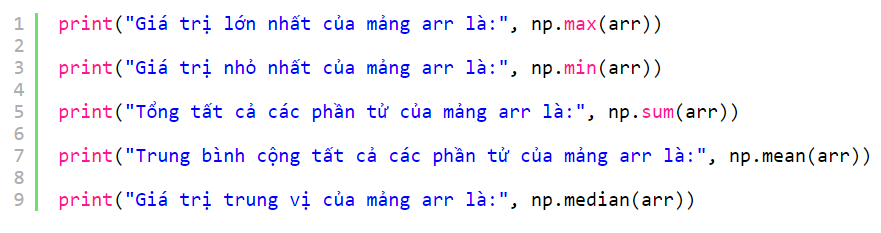 1 print("Giá trị lớn nhất của mảng arr là:", np.max(arr))
2
3 print("Giá trị nhỏ nhất của mảng arr là:", np.min(arr))
4
5 print("Tổng tất cả các phần tử của mảng arr là:", np.sum(arr))
6
7 print("Trung bình cộng tất cả các phần tử của mảng arr là:", np.mean(arr))
8
9 print("Giá trị trung vị của mảng arr là:", np.median(arr))